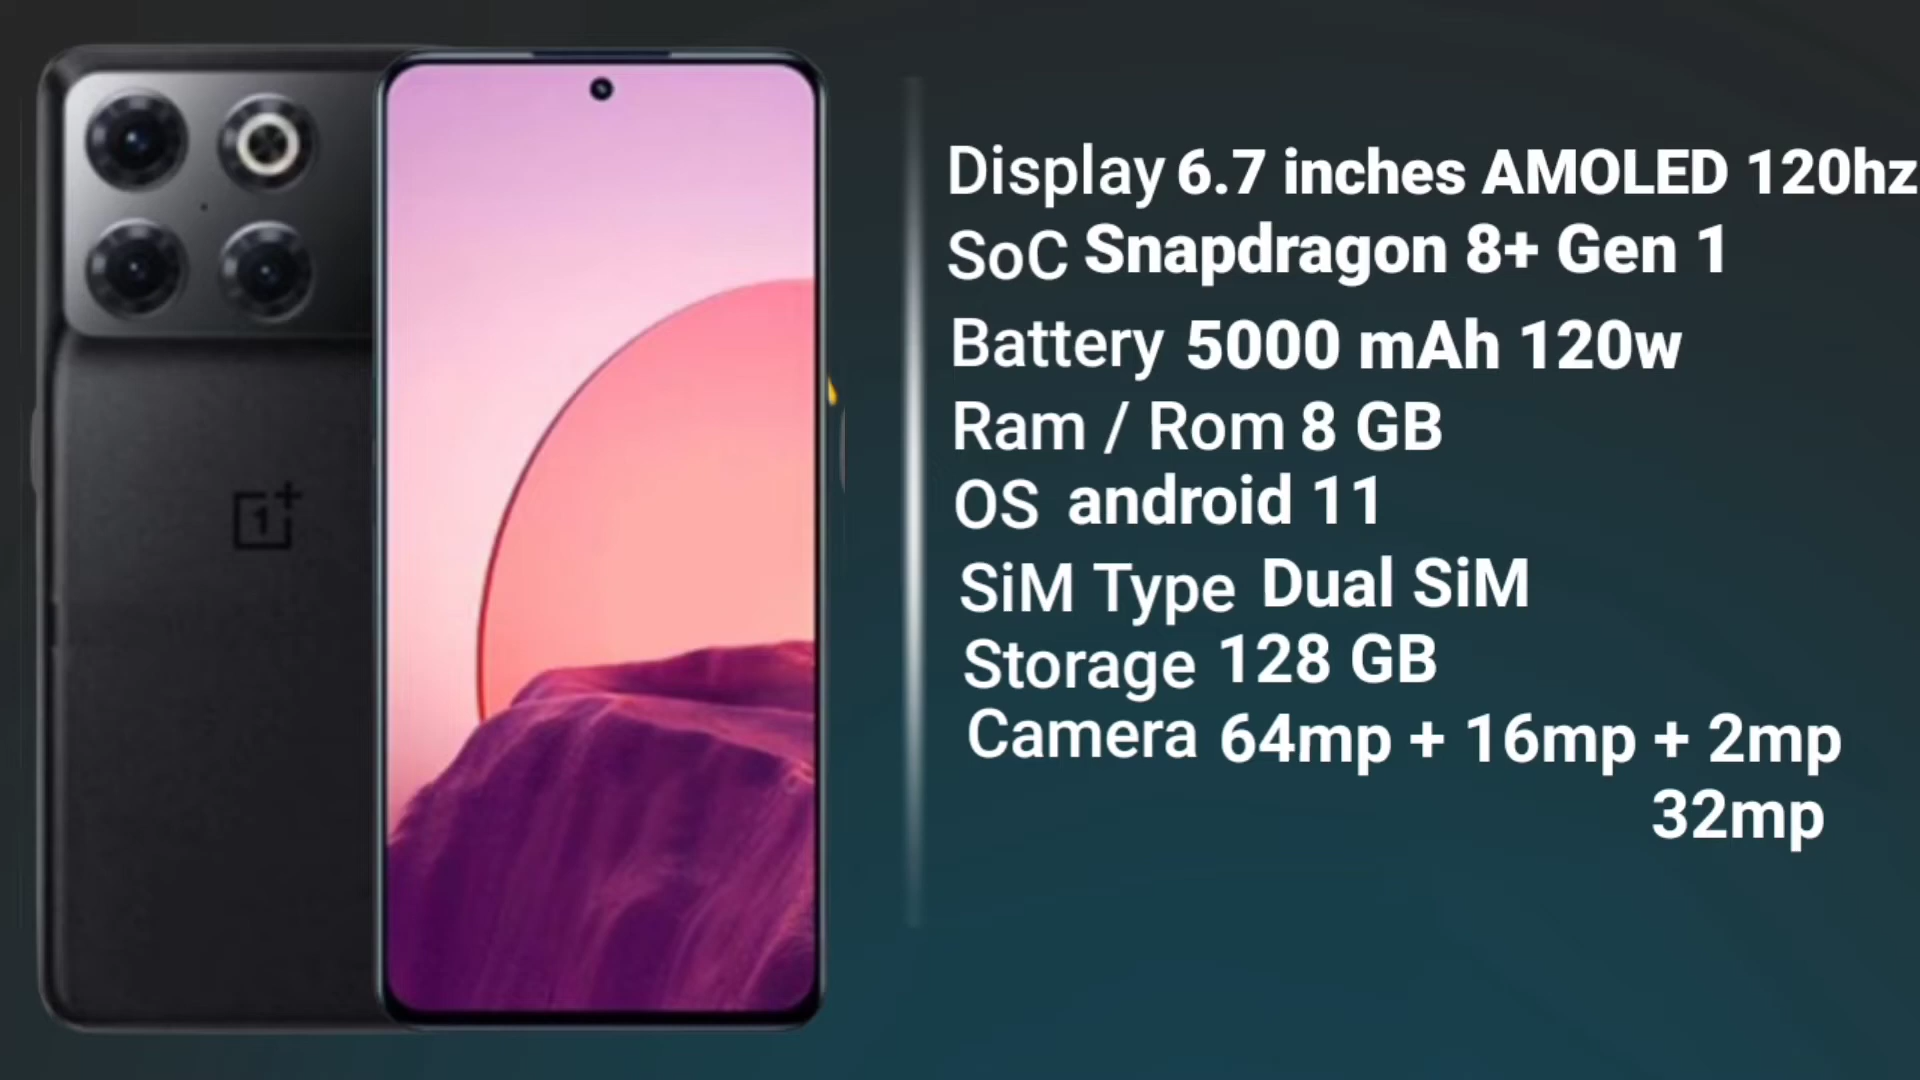 Display 6.7 inches AMOLED 120hz
SoC Snapdragon 8+ Gen 1
Battery 5000 mAh 120w
Ram / Rom 8 GB
OS android 11
SiM Type Dual SiM
Storage 128 GB
Camera 64mp + 16mp + 2mp
32mp
1+